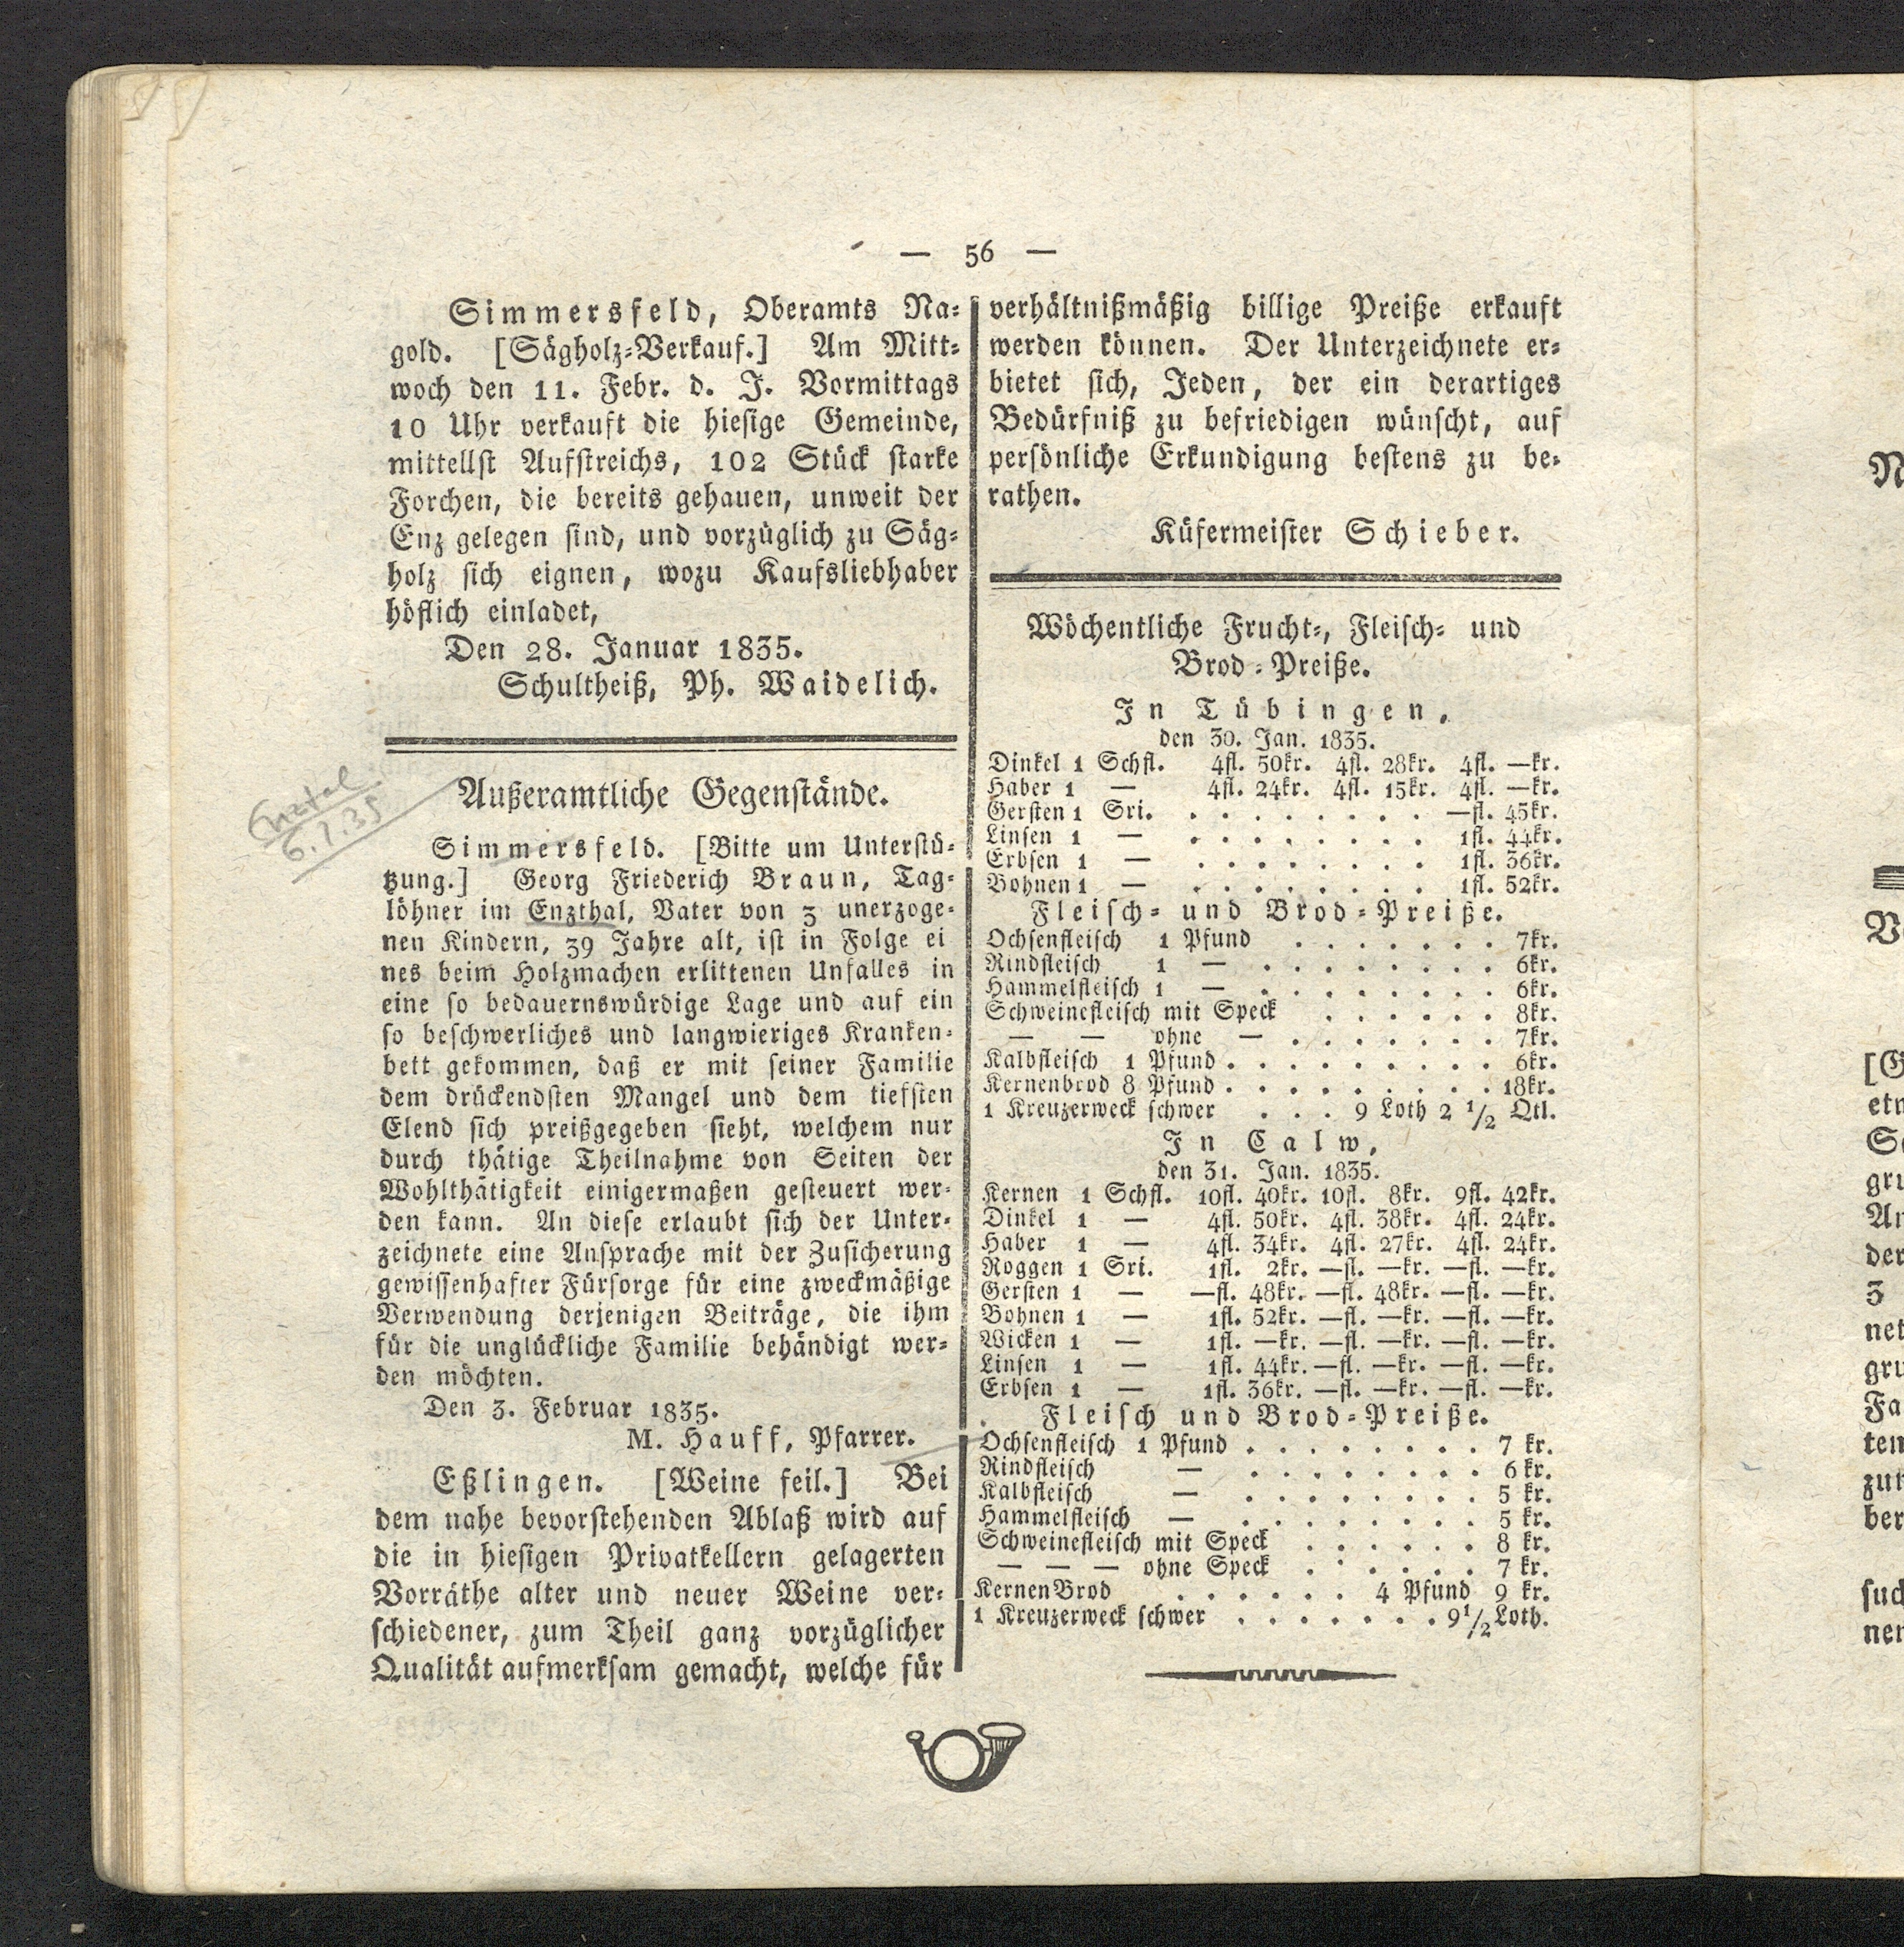 — 56 —
Simmersfeld, Oberamts Na=
gold. [Sägholz=Verkauf.] Am Mitt=
woch den 11. Febr. d. J. Vormittags
10 Uhr verkauft die hiesige Gemeinde,
mittellst Aufstreichs, 102 Stück starke
Forchen, die bereits gehauen, unweit der
Enz gelegen sind, und vorzüglich zu Säg=
holz sich eignen, wozu Kaufsliebhaber
höflich einladet,
Den 28. Januar 1835.
Schultheiß, Ph. Waidelich.
Außeramtliche Gegenstände.
Simmersfeld. [Bitte um Unterstü=
tzung.] Georg Friederich Braun, Tag=
löhner im Enzthal, Vater von 3 unerzoge=
nen Kindern, 39 Jahre alt, ist in Folge ei
nes beim Holzmachen erlittenen Unfalles in
eine so bedauernswürdige Lage und auf ein
so beschwerliches und langwieriges Kranken=
bett gekommen, daß er mit seiner Familie
dem drückendsten Mangel und dem tiefsten
Elend sich preißgegeben sieht, welchem nur
durch thätige Theilnahme von Seiten der
Wohlthätigkeit einigermaßen gesteuert wer=
den kann. An diese erlaubt sich der Unter=
zeichnete eine Ansprache mit der Zusicherung
gewissenhafter Fürsorge für eine zweckmäßige
Verwendung derjenigen Beiträge, die ihm
für die unglückliche Familie behändigt wer=
den möchten.
Den 3. Februar 1835.
M. Hauff, Pfarrer.
Eßlingen. [Weine feil.] Bei
dem nahe bevorstehenden Ablaß wird auf
die in hiesigen Privatkellern gelagerten
Vorräthe alter und neuer Weine ver=
schiedener, zum Theil ganz vorzüglicher
Qualität aufmerksam gemacht, welche für
verhältnißmäßig billige Preiße erkauft
werden können. Der Unterzeichnete er=
bietet sich, Jeden, der ein derartiges
Bedürfniß zu befriedigen wünscht, auf
persönliche Erkundigung bestens zu be=
rathen.
Küfermeister Schieber.
Wöchentliche Frucht=, Fleisch= und
Brod=Preiße.
In Tübingen,
den 30. Jan. 1835.
Dinkel 1 Schfl. 4fl. 50kr. 4fl. 28kr. 4fl. —kr.
Haber 1 — 4fl. 24kr. 4fl. 15kr. 4fl. —kr.
Gersten 1 Sri. . . . . . . . . —fl. 45kr.
Linsen 1 — . . . . . . . . 1fl. 44kr.
Erbsen 1 — . . . . . . . . 1fl. 36kr.
Bohnen 1 — . . . . . . . . 1fl. 52kr.
Fleisch= und Brod=Preiße.
Ochsenfleisch 1 Pfund . . . . . . . 7kr.
Rindfleisch 1 — . . . . . . . . 6kr.
Hammelfleisch 1 — . . . . . . . . 6kr.
Schweinefleisch mit Speck . . . . . . 8kr.
— — ohne — . . . . . . . 7kr.
Kalbfleisch 1 Pfund . . . . . . . . . 6kr.
Kernenbrod 8 Pfund . . . . . . . . . 18kr.
1 Kreuzerweck schwer . . . 9 Loth 2 1/2 Qtl.
In Calw,
den 31. Jan. 1835.
Kernen 1 Schfl. 10fl. 40kr. 10fl. 8kr. 9fl. 42kr.
Dinkel 1 — 4fl. 50kr. 4fl. 38kr. 4fl. 24kr.
Haber 1 — 4fl. 34kr. 4fl. 27kr. 4fl. 24kr.
Roggen 1 Sri. 1fl. 2kr. —fl. —kr. —fl. —kr.
Gersten 1 — —fl. 48kr. —fl. 48kr. —fl. —kr.
Bohnen 1 — 1fl. 52kr. —fl. —kr. —fl. —kr.
Wicken 1 — 1fl. —kr. —fl. —kr. —fl. —kr.
Linsen 1 — 1fl. 44kr. —fl. —kr. —fl. —kr.
Erbsen 1 — 1fl. 36kr. —fl. —kr. —fl. —kr.
Fleisch und Brod=Preiße.
Ochsenfleisch 1 Pfund . . . . . . . . 7 kr.
Rindfleisch — . . . . . . . . 6 kr.
Kalbfleisch — . . . . . . . . 5 kr.
Hammelfleisch — . . . . . . . . 5 kr.
Schweinefleisch mit Speck . . . . . . 8 kr.
— — — ohne Speck . . . . . . 7 kr.
KernenBrod . . . . . . 4 Pfund 9 kr.
1 Kreuzerweck schwer . . . . . . . 9 1/2 Loth.